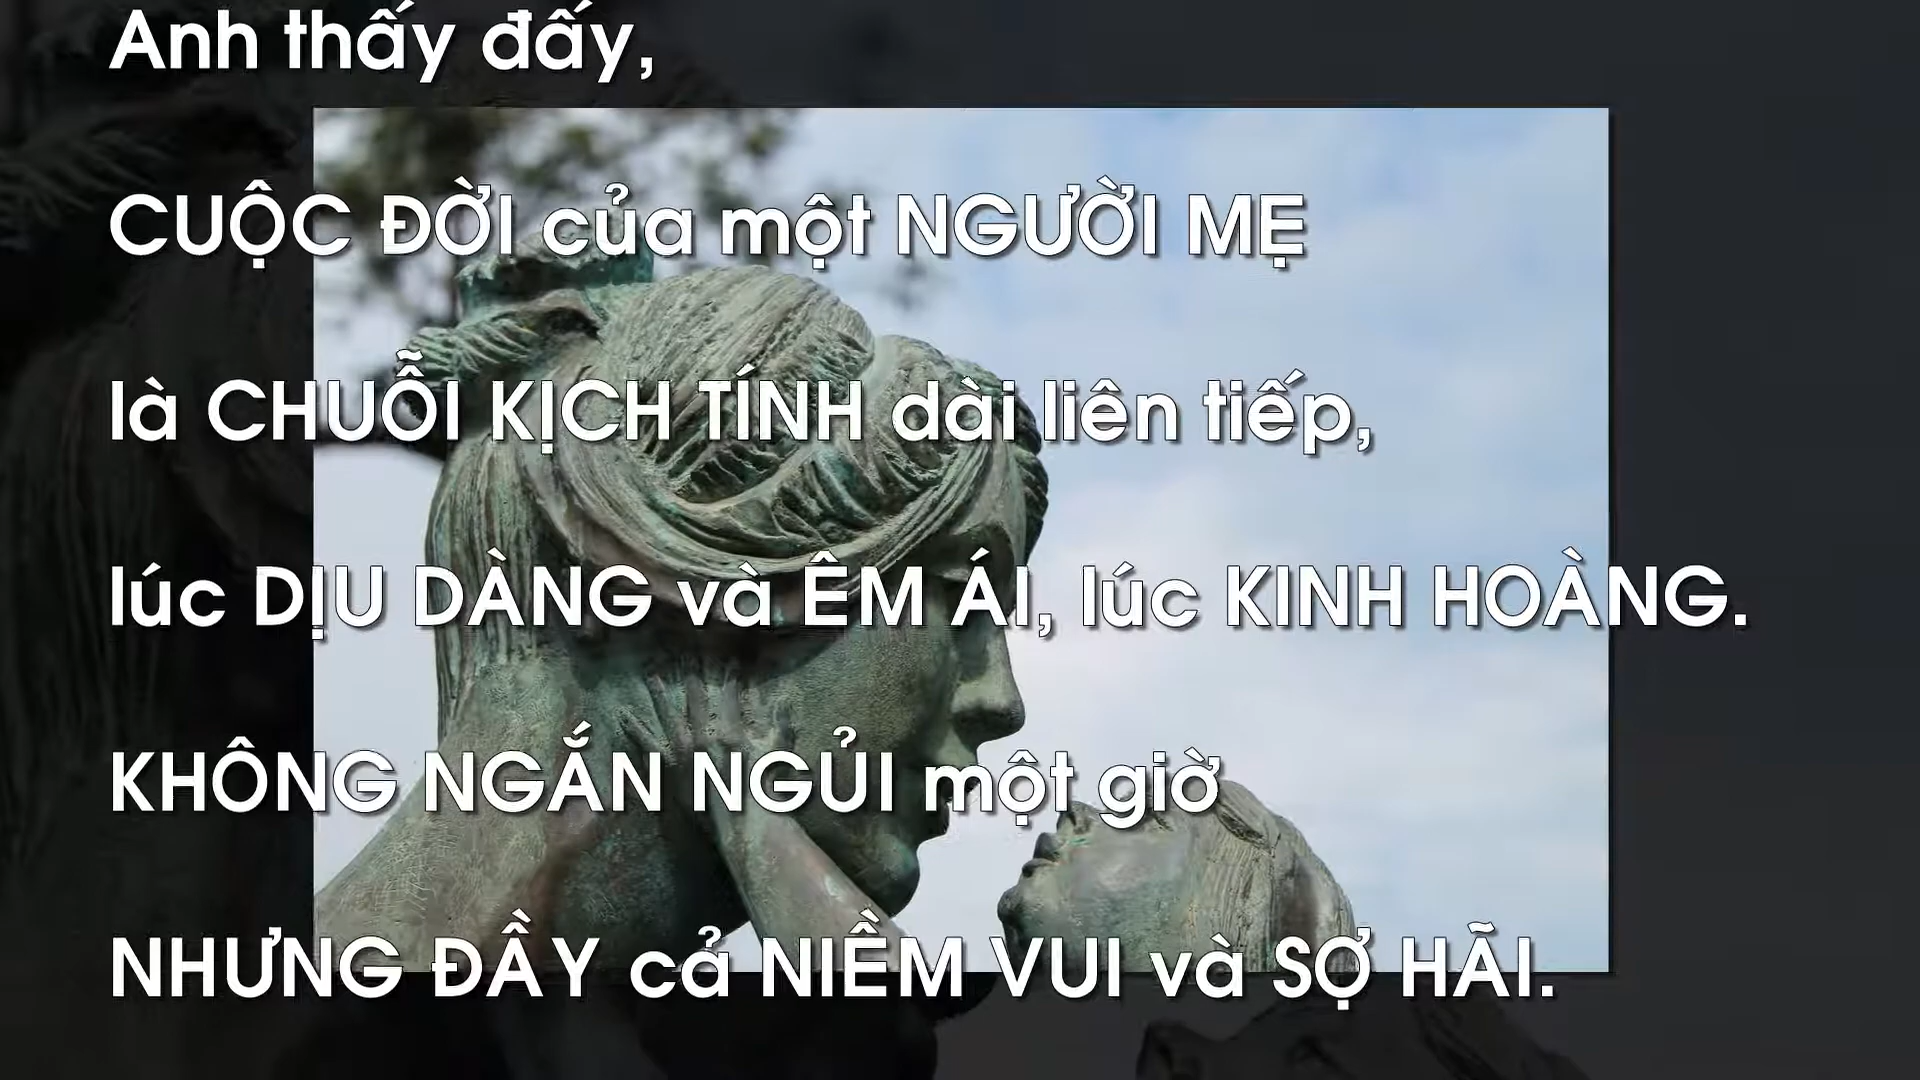 Anh thấy đấy,
CUỘC ĐỜI của một NGƯỜI MẸ
là CHUỖI KỊCH TÍNH dài liên tiếp,
lúc DỊU DÀNG và ÊM ÁI, lúc KINH HOÀNG.
KHÔNG NGẮN NGỦI một giờ
NHƯNG ĐẦY cả NIỀM VUI và SỢ HÃI.